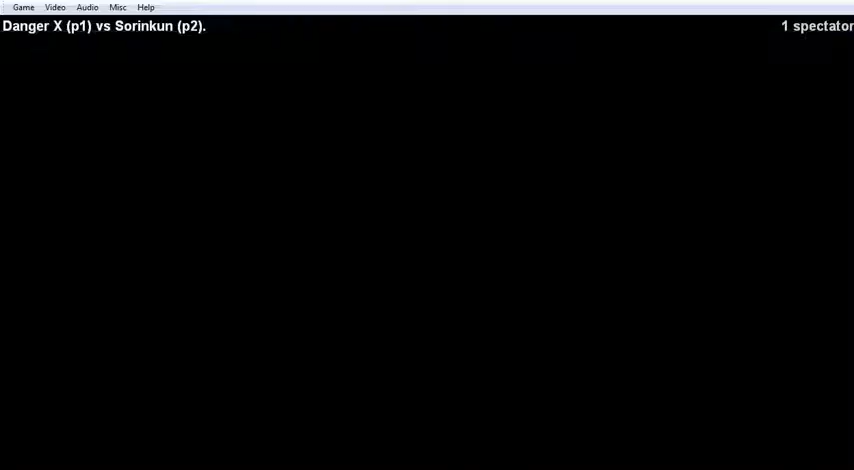 Game Video Audio Misc Help
Danger X (p1) vs Sorinkun (p2). 1 spectator